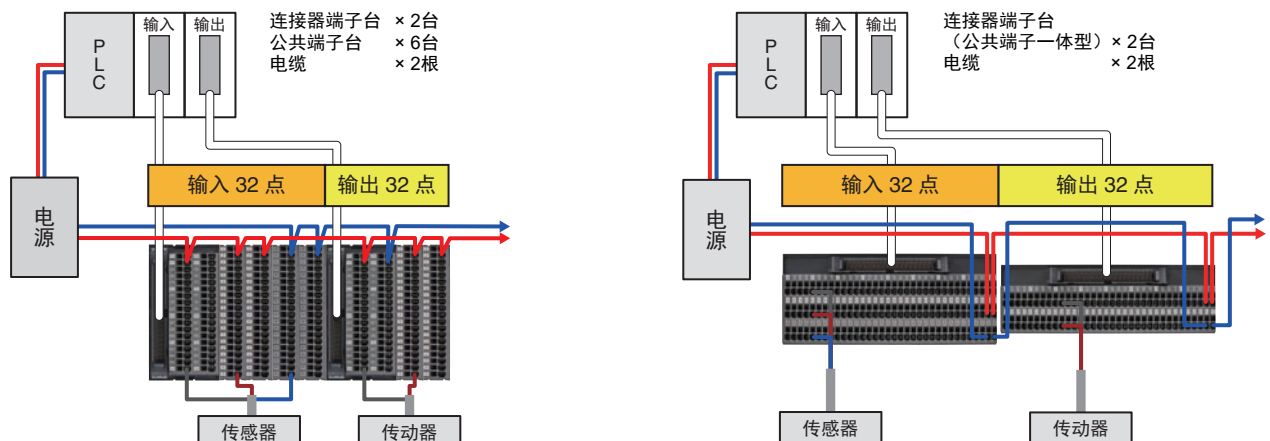 连接器端子台 × 2台
公共端子台 × 6台
电缆 × 2根
PLC
输入
输出
输入 32 点
输出 32 点
电源
传感器
传动器
连接器端子台
（公共端子一体型）× 2台
电缆 × 2根
PLC
输入
输出
输入 32 点
输出 32 点
电源
传感器
传动器